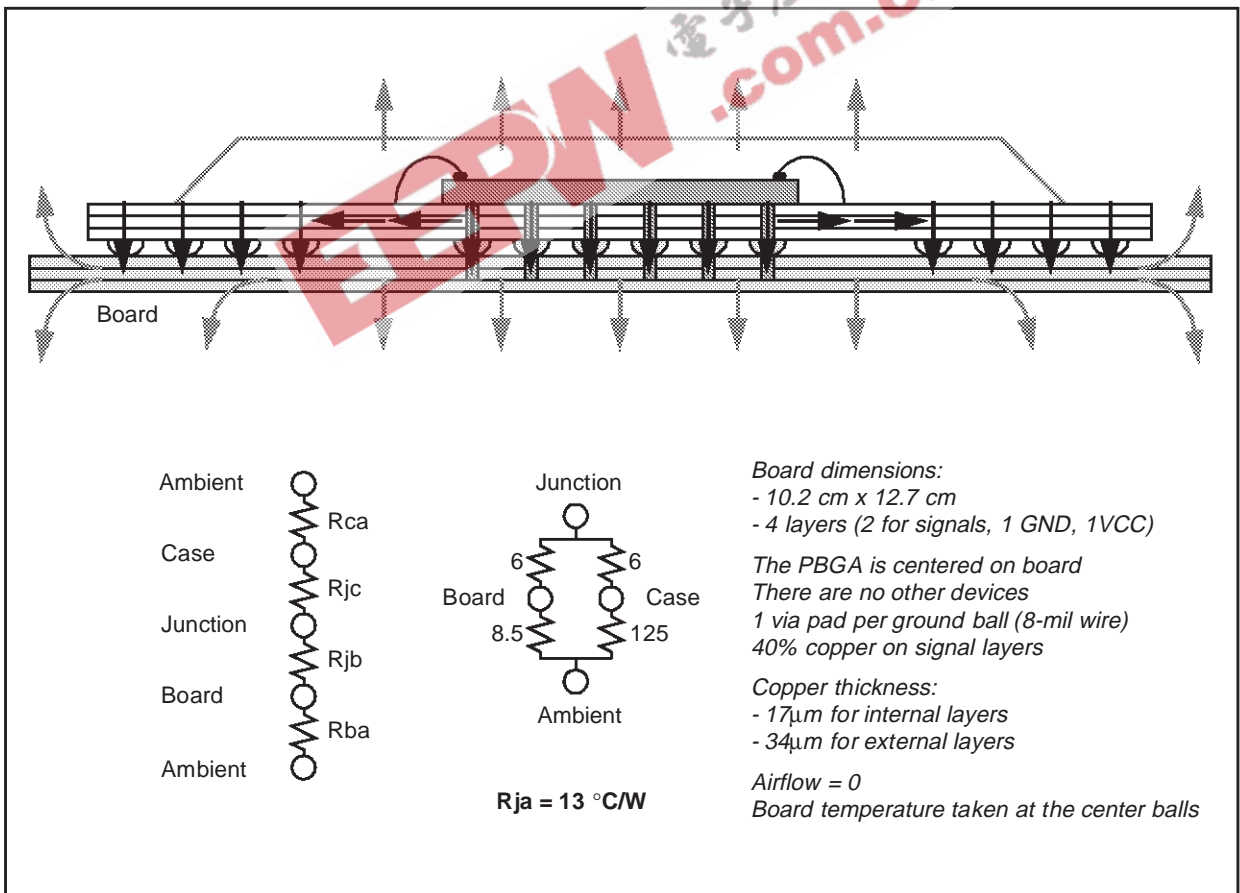 EEPW
.com.c
Board
Ambient
Rca
Case
Rjc
Junction
Rjb
Board
Rba
Ambient
Junction
6
6
Board
Case
8.5
125
Ambient
Rja = 13 °C/W
Board dimensions:
- 10.2 cm x 12.7 cm
- 4 layers (2 for signals, 1 GND, 1VCC)
The PBGA is centered on board
There are no other devices
1 via pad per ground ball (8-mil wire)
40% copper on signal layers
Copper thickness:
- 17μm for internal layers
- 34μm for external layers
Airflow = 0
Board temperature taken at the center balls